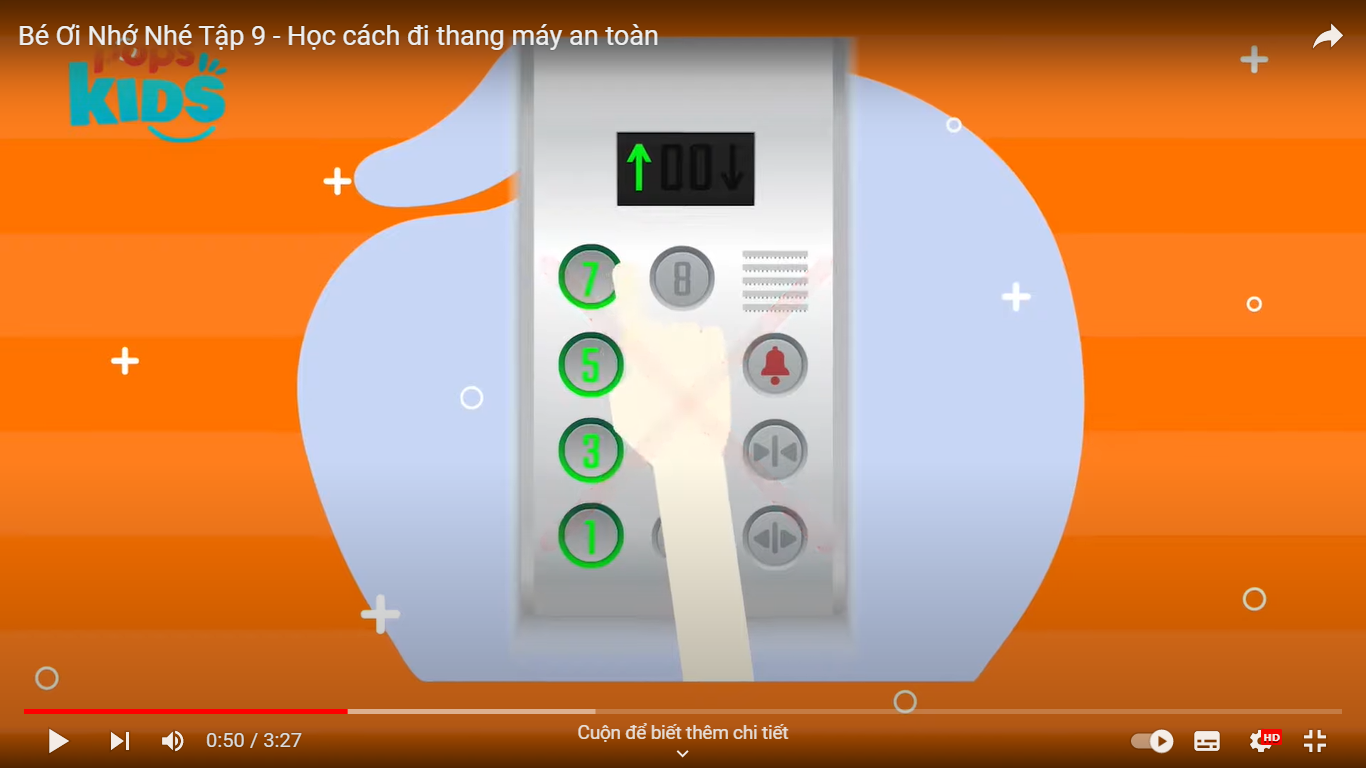 Bé Ơi Nhớ Nhé Tập 9 - Học cách đi thang máy an toàn
POPS
KIDS
00
7 8
5
3
1
0:50 / 3:27
Cuộn để biết thêm chi tiết
HD